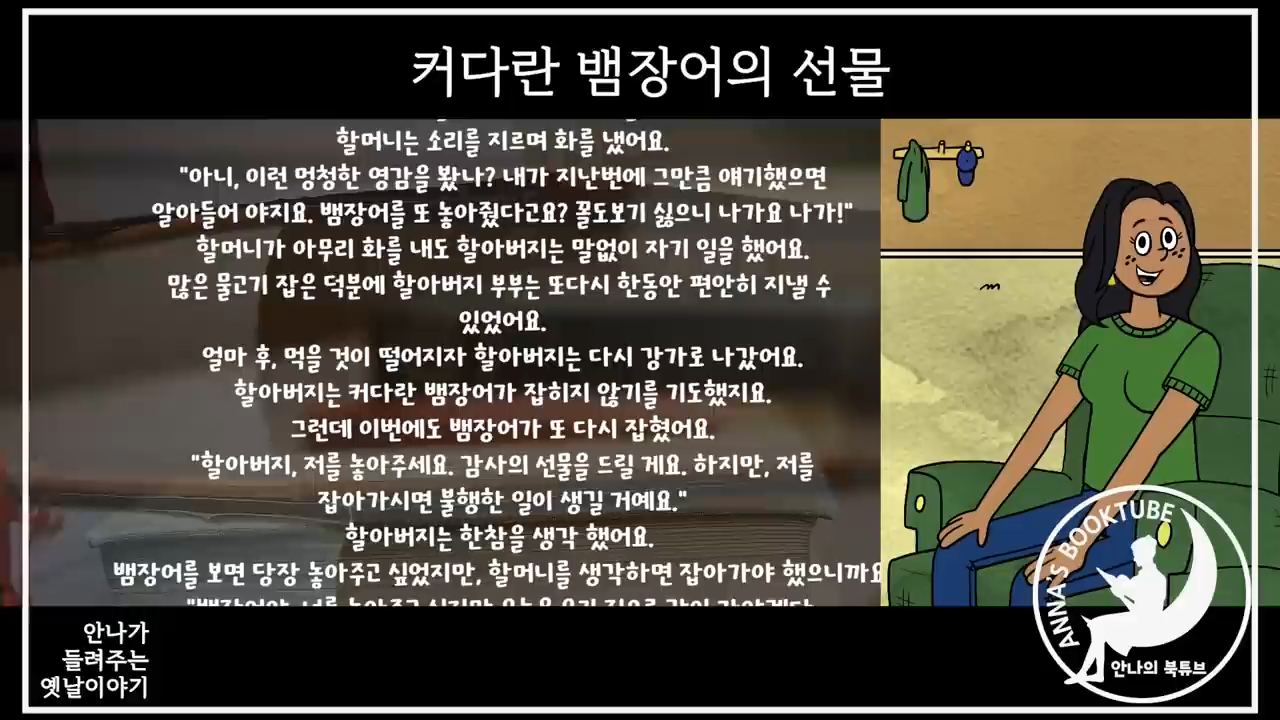 커다란 뱀장어의 선물
할머니는 소리를 지르며 화를 냈어요.
"아니, 이런 멍청한 영감을 봤나? 내가 지난번에 그만큼 얘기했으면
알아들어 야지요. 뱀장어를 또 놓아줬다고요? 꼴도보기 싫으니 나가요 나가!"
할머니가 아무리 화를 내도 할아버지는 말없이 자기 일을 했어요.
많은 물고기 잡은 덕분에 할아버지 부부는 또다시 한동안 편안히 지낼 수
있었어요.
얼마 후, 먹을 것이 떨어지자 할아버지는 다시 강가로 나갔어요.
할아버지는 커다란 뱀장어가 잡히지 않기를 기도했지요.
그런데 이번에도 뱀장어가 또 다시 잡혔어요.
"할아버지, 저를 놓아주세요. 감사의 선물을 드릴 게요. 하지만, 저를
잡아가시면 불행한 일이 생길 거예요."
할아버지는 한참을 생각 했어요.
뱀장어를 보면 당장 놓아주고 싶었지만, 할머니를 생각하면 잡아가야 했으니까요
안나가
들려주는
옛날이야기
ANNA'S BOOKTUBE
안나의 북튜브